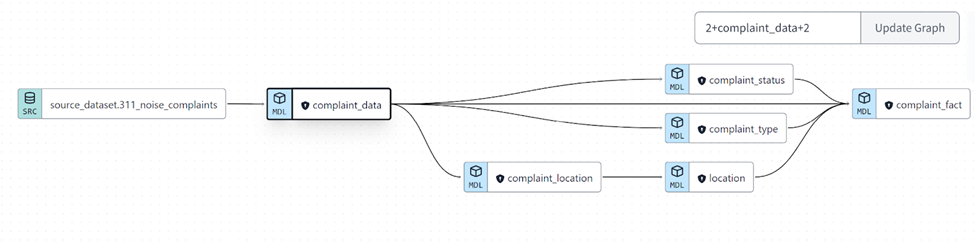 2+complaint_data+2 Update Graph
MDL complaint_status
SRC source_dataset.311_noise_complaints
MDL complaint_data
MDL complaint_fact
MDL complaint_type
MDL complaint_location
MDL location